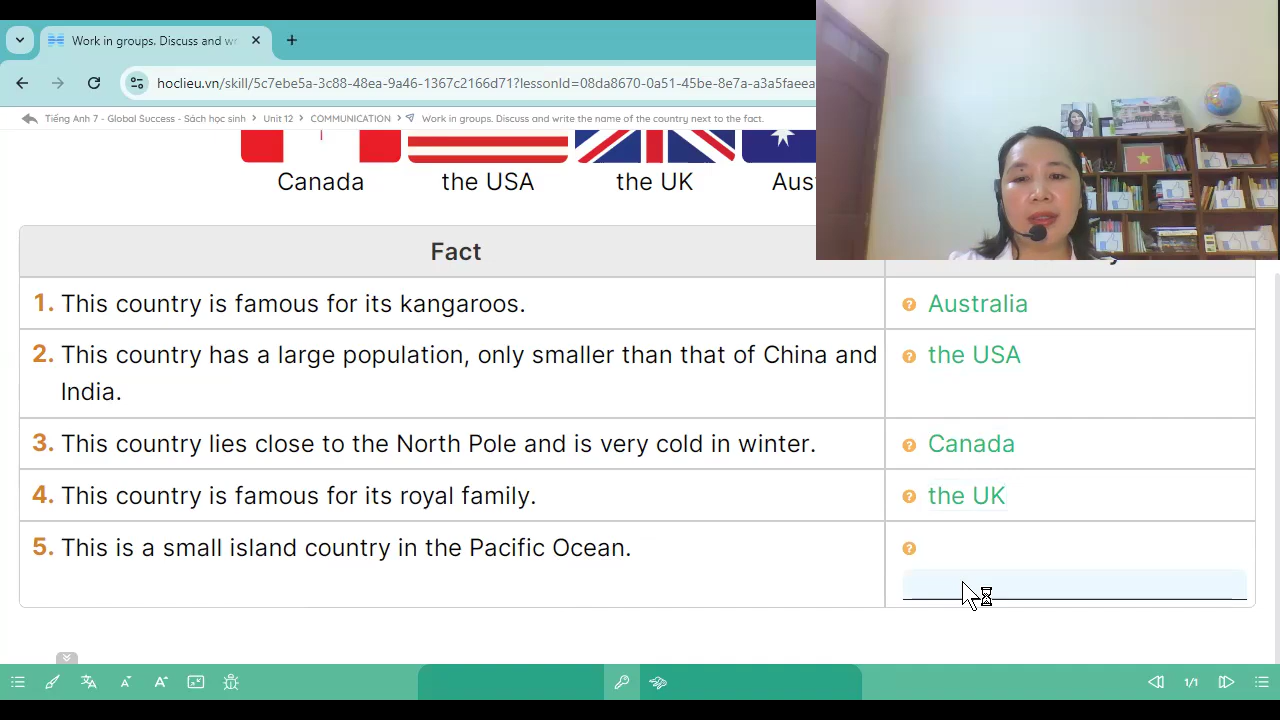 Work in groups. Discuss and wr
hoclieu.vn/skill/5c7ebe5a-3c88-48ea-9a46-1367c2166d71?lessonId=08da8670-0a51-45be-8e7a-a3a5faeea
Tiếng Anh 7 - Global Success - Sách học sinh > Unit 12 > COMMUNICATION > Work in groups. Discuss and write the name of the country next to the fact.
Canada the USA the UK Aus
Fact
1. This country is famous for its kangaroos. Australia
2. This country has a large population, only smaller than that of China and India. the USA
3. This country lies close to the North Pole and is very cold in winter. Canada
4. This country is famous for its royal family. the UK
5. This is a small island country in the Pacific Ocean.
1/1